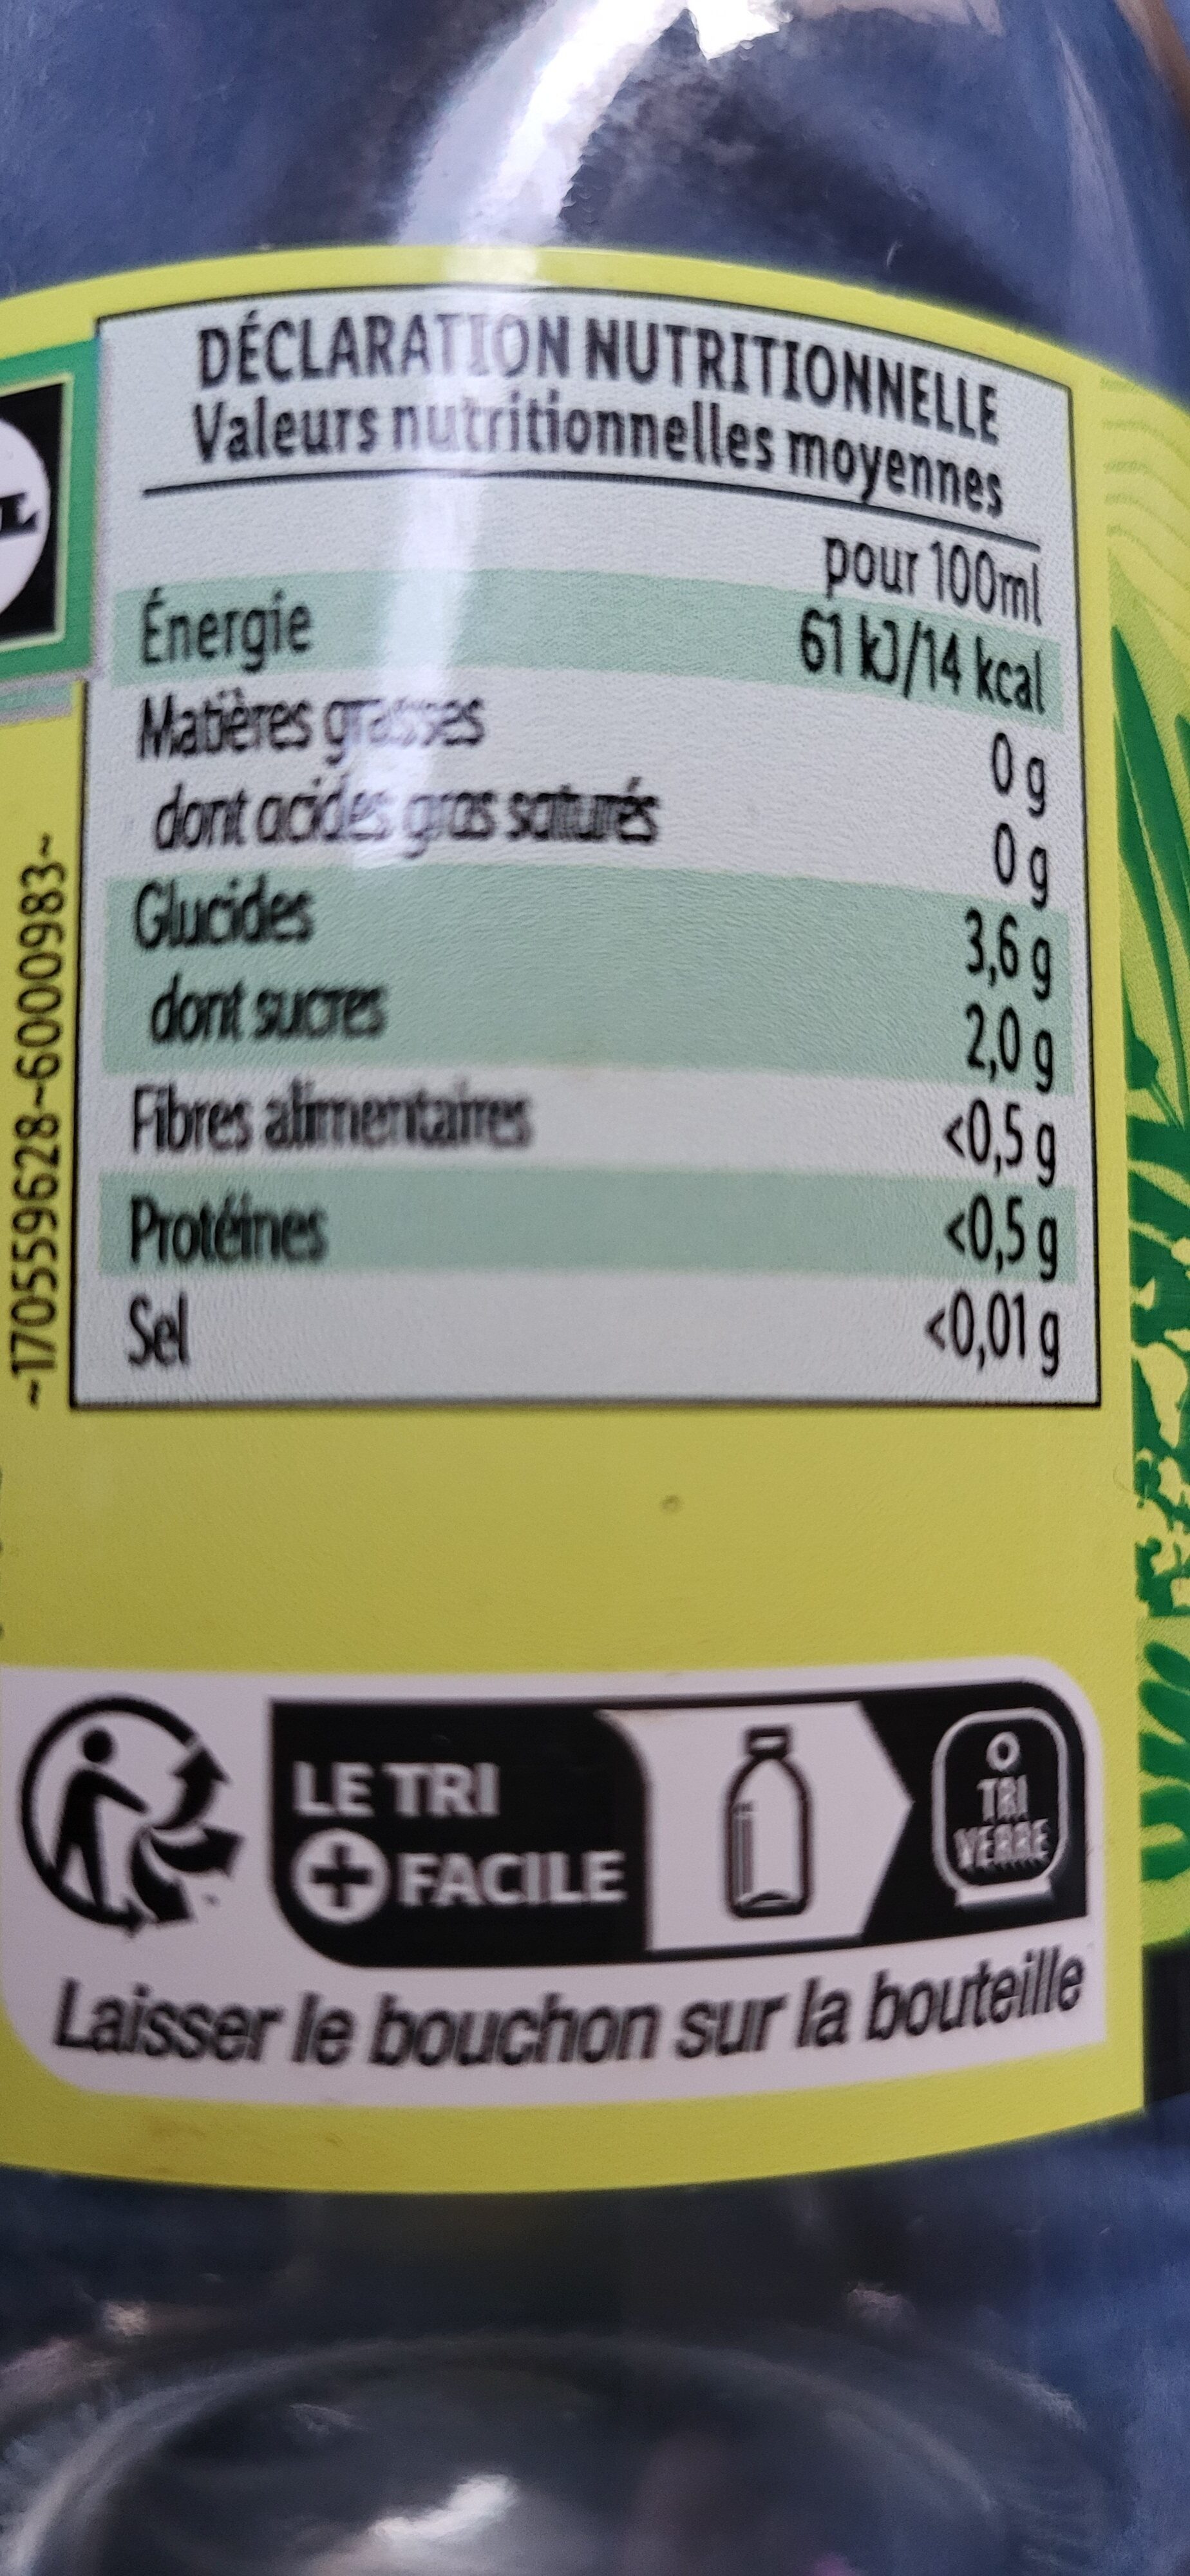 DÉCLARATION NUTRITIONNELLE
Valeurs nutritionnelles moyennes
pour 100ml
Énergie 61 kJ/14 kcal
Matières grasses 0 g
dont acides gras saturés 0 g
Glucides 3,6 g
dont sucres 2,0 g
Fibres alimentaires <0,5 g
Protéines <0,5 g
Sel <0,01 g
~170559628~6000983~
LE TRI
+ FACILE
TRI
VERRE
Laisser le bouchon sur la bouteille